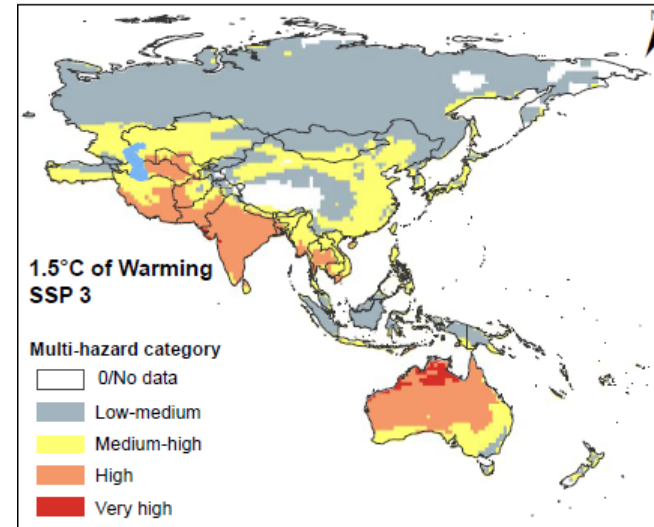 1.5°C of Warming
SSP 3
Multi-hazard category
0/No data
Low-medium
Medium-high
High
Very high